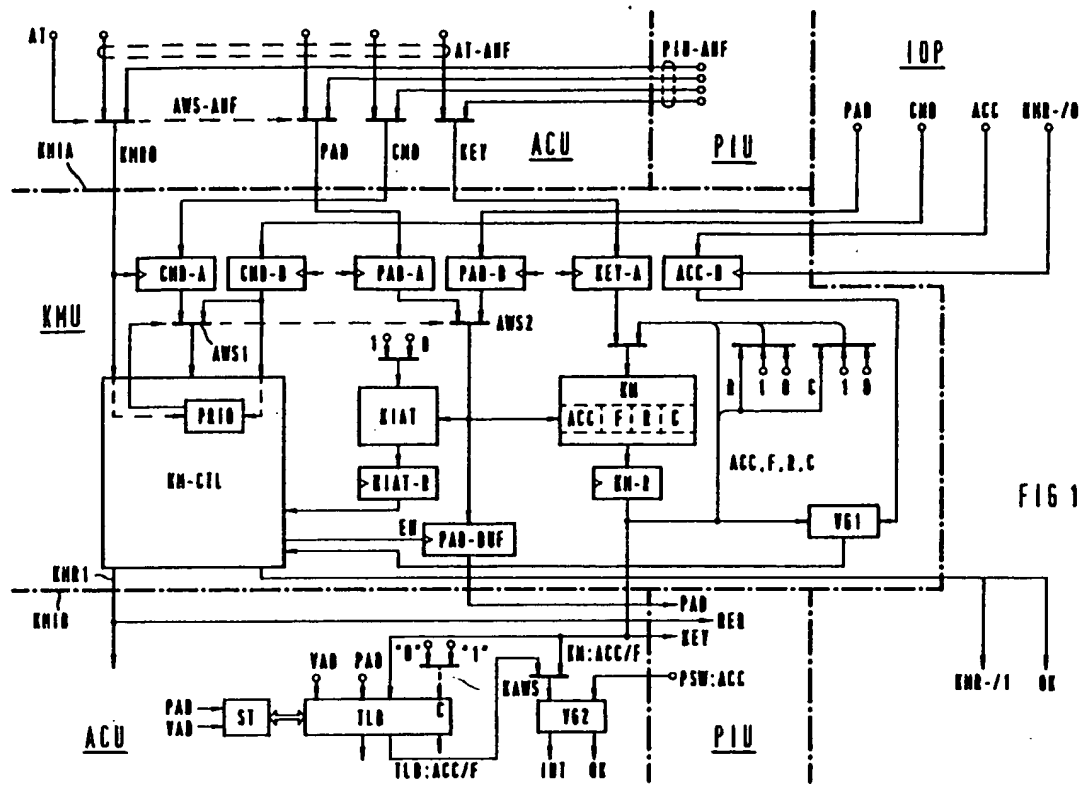 AT
AT-ANF
PIU-ANF
IOP
AWS-ANF
PAD
CMD
ACC
KMR-/0
KMIA
KMR0
PAD
CMD
KEY
ACU
PIU
CMD-A
CMD-B
PAD-A
PAD-B
KEY-A
ACC-B
KMU
AWS1
AWS2
1
0
KM
R
1
0
C
1
0
PRIO
KIAT
ACC
F
R
C
KM-CTL
KIAT-R
KM-R
ACC,F,R,C
FIG 1
EN
PAD-BUF
VG1
KMR1
KMIB
PAD
REQ
KEY
VAD
PAD
"0"
"1"
KM:ACC/F
KAWS
PSW:ACC
KMR-/1
OK
PAD
VAD
ST
TLB
C
VG2
ACU
TLB:ACC/F
INT
OK
PIU